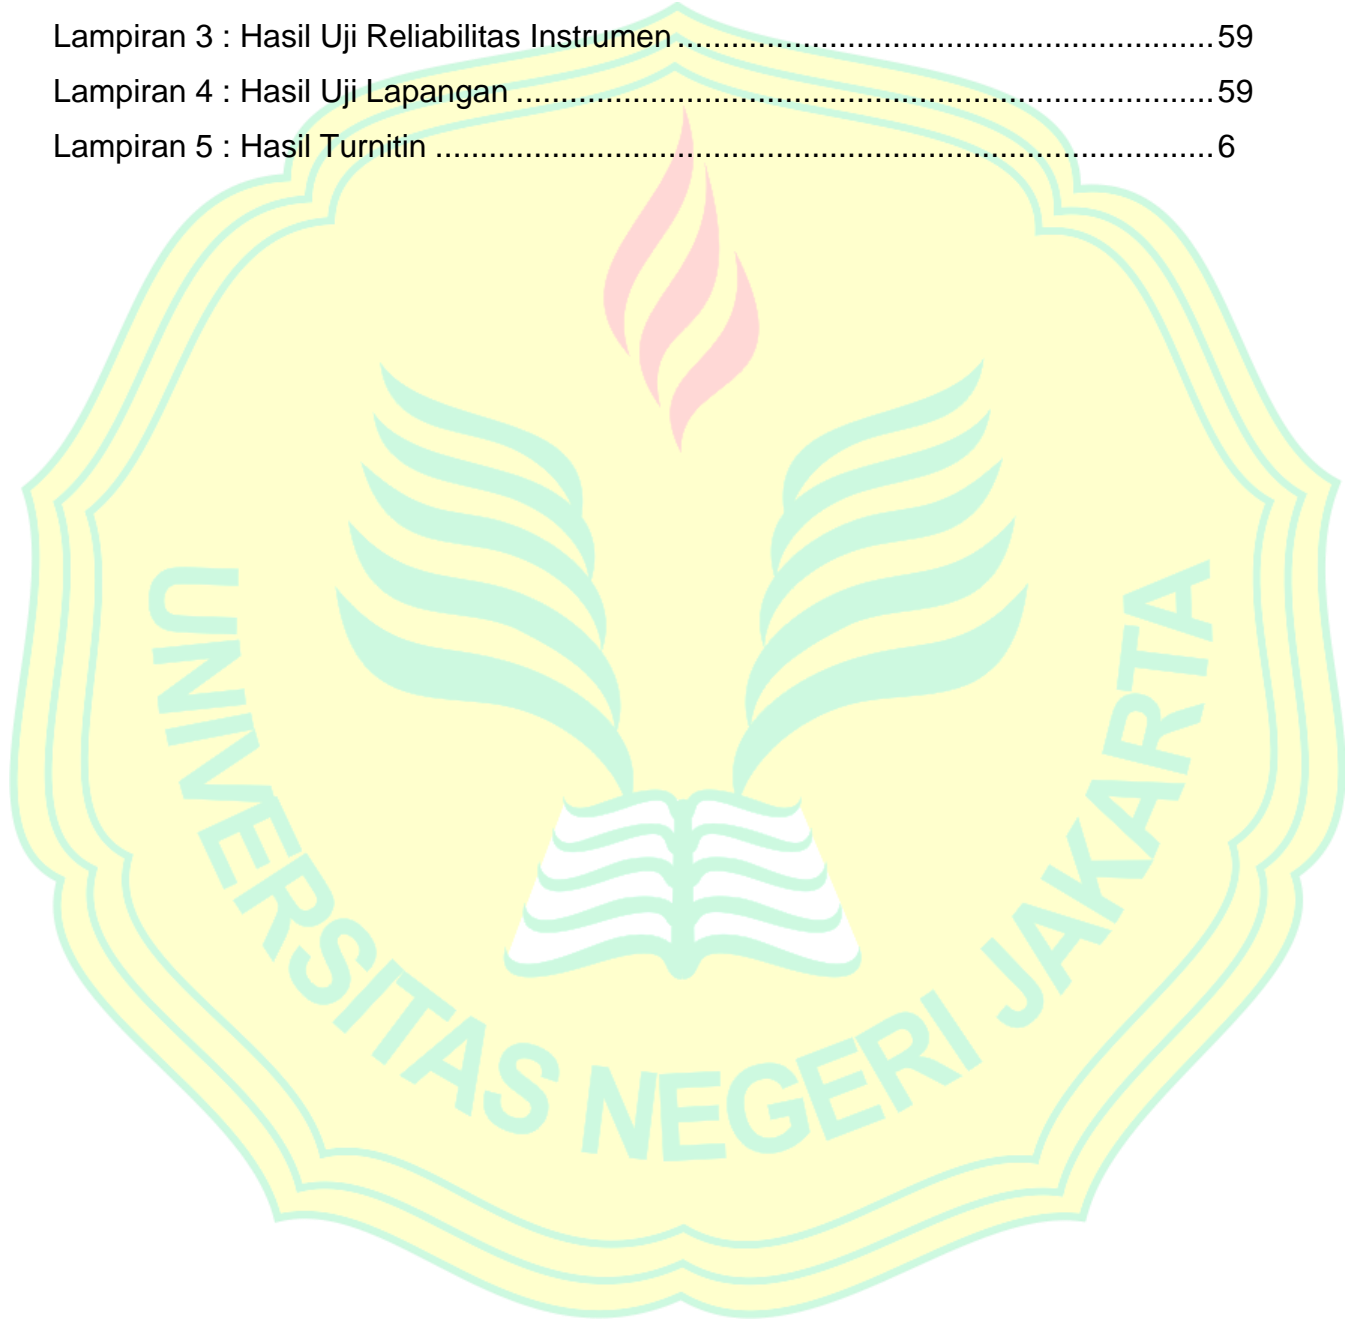 Lampiran 3 : Hasil Uji Reliabilitas Instrumen ............................................................ 59
Lampiran 4 : Hasil Uji Lapangan .............................................................................. 59
Lampiran 5 : Hasil Turnitin ....................................................................................... 6
UNIVERSITAS NEGERI JAKARTA